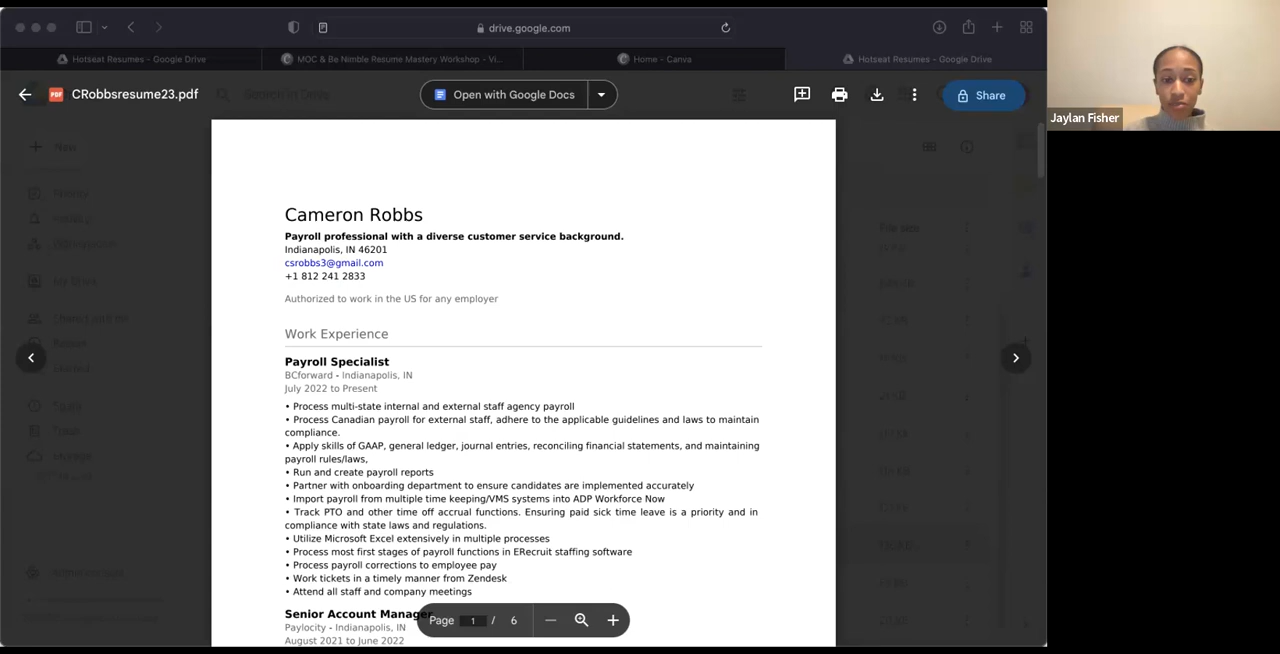 drive.google.com
Hotseat Resumes - Google Drive
MOC & Be Nimble Resume Mastery Workshop - Vi...
Home - Canva
Hotseat Resumes - Google Drive
CRobbsresume23.pdf
Search in Drive
Open with Google Docs
Share
Jaylan Fisher
New
Cameron Robbs
Payroll professional with a diverse customer service background.
Indianapolis, IN 46201
csrobbs3@gmail.com
+1 812 241 2833
Authorized to work in the US for any employer
Work Experience
Payroll Specialist
BCforward - Indianapolis, IN
July 2022 to Present
• Process multi-state internal and external staff agency payroll
• Process Canadian payroll for external staff, adhere to the applicable guidelines and laws to maintain
compliance.
• Apply skills of GAAP, general ledger, journal entries, reconciling financial statements, and maintaining
payroll rules/laws,
• Run and create payroll reports
• Partner with onboarding department to ensure candidates are implemented accurately
• Import payroll from multiple time keeping/VMS systems into ADP Workforce Now
• Track PTO and other time off accrual functions. Ensuring paid sick time leave is a priority and in
compliance with state laws and regulations.
• Utilize Microsoft Excel extensively in multiple processes
• Process most first stages of payroll functions in ERecruit staffing software
• Process payroll corrections to employee pay
• Work tickets in a timely manner from Zendesk
• Attend all staff and company meetings
Senior Account Manager
Paylocity - Indianapolis, IN
August 2021 to June 2022
Page 1 / 6